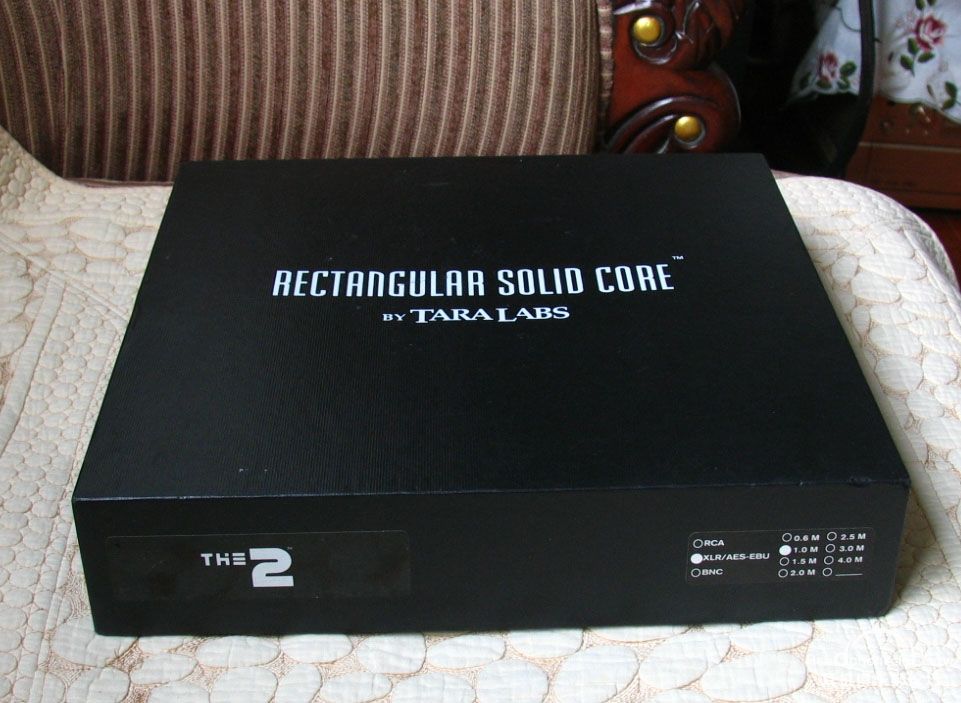 RECTANGULAR SOLID CORE™
BY TARA LABS
THE 2™
RCA
XLR/AES-EBU
BNC
0.6 M
1.0 M
1.5 M
2.0 M
2.5 M
3.0 M
4.0 M